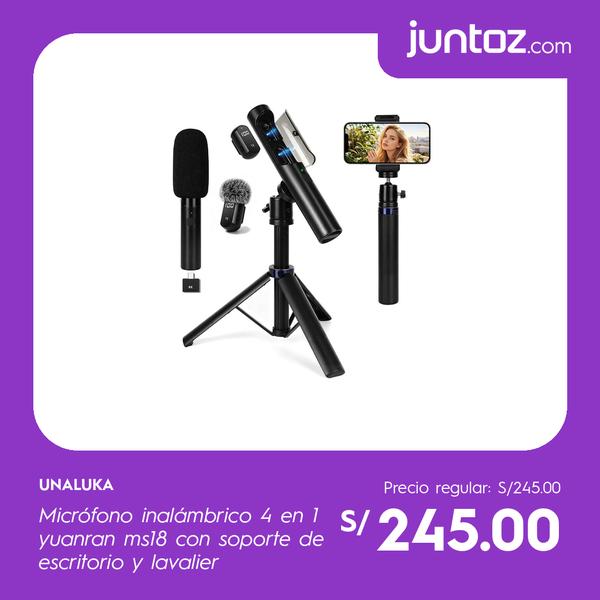 juntoz.com
UNALUKA
Micrófono inalámbrico 4 en 1
yuanran ms18 con soporte de
escritorio y lavalier
Precio regular: S/245.00
S/ 245.00